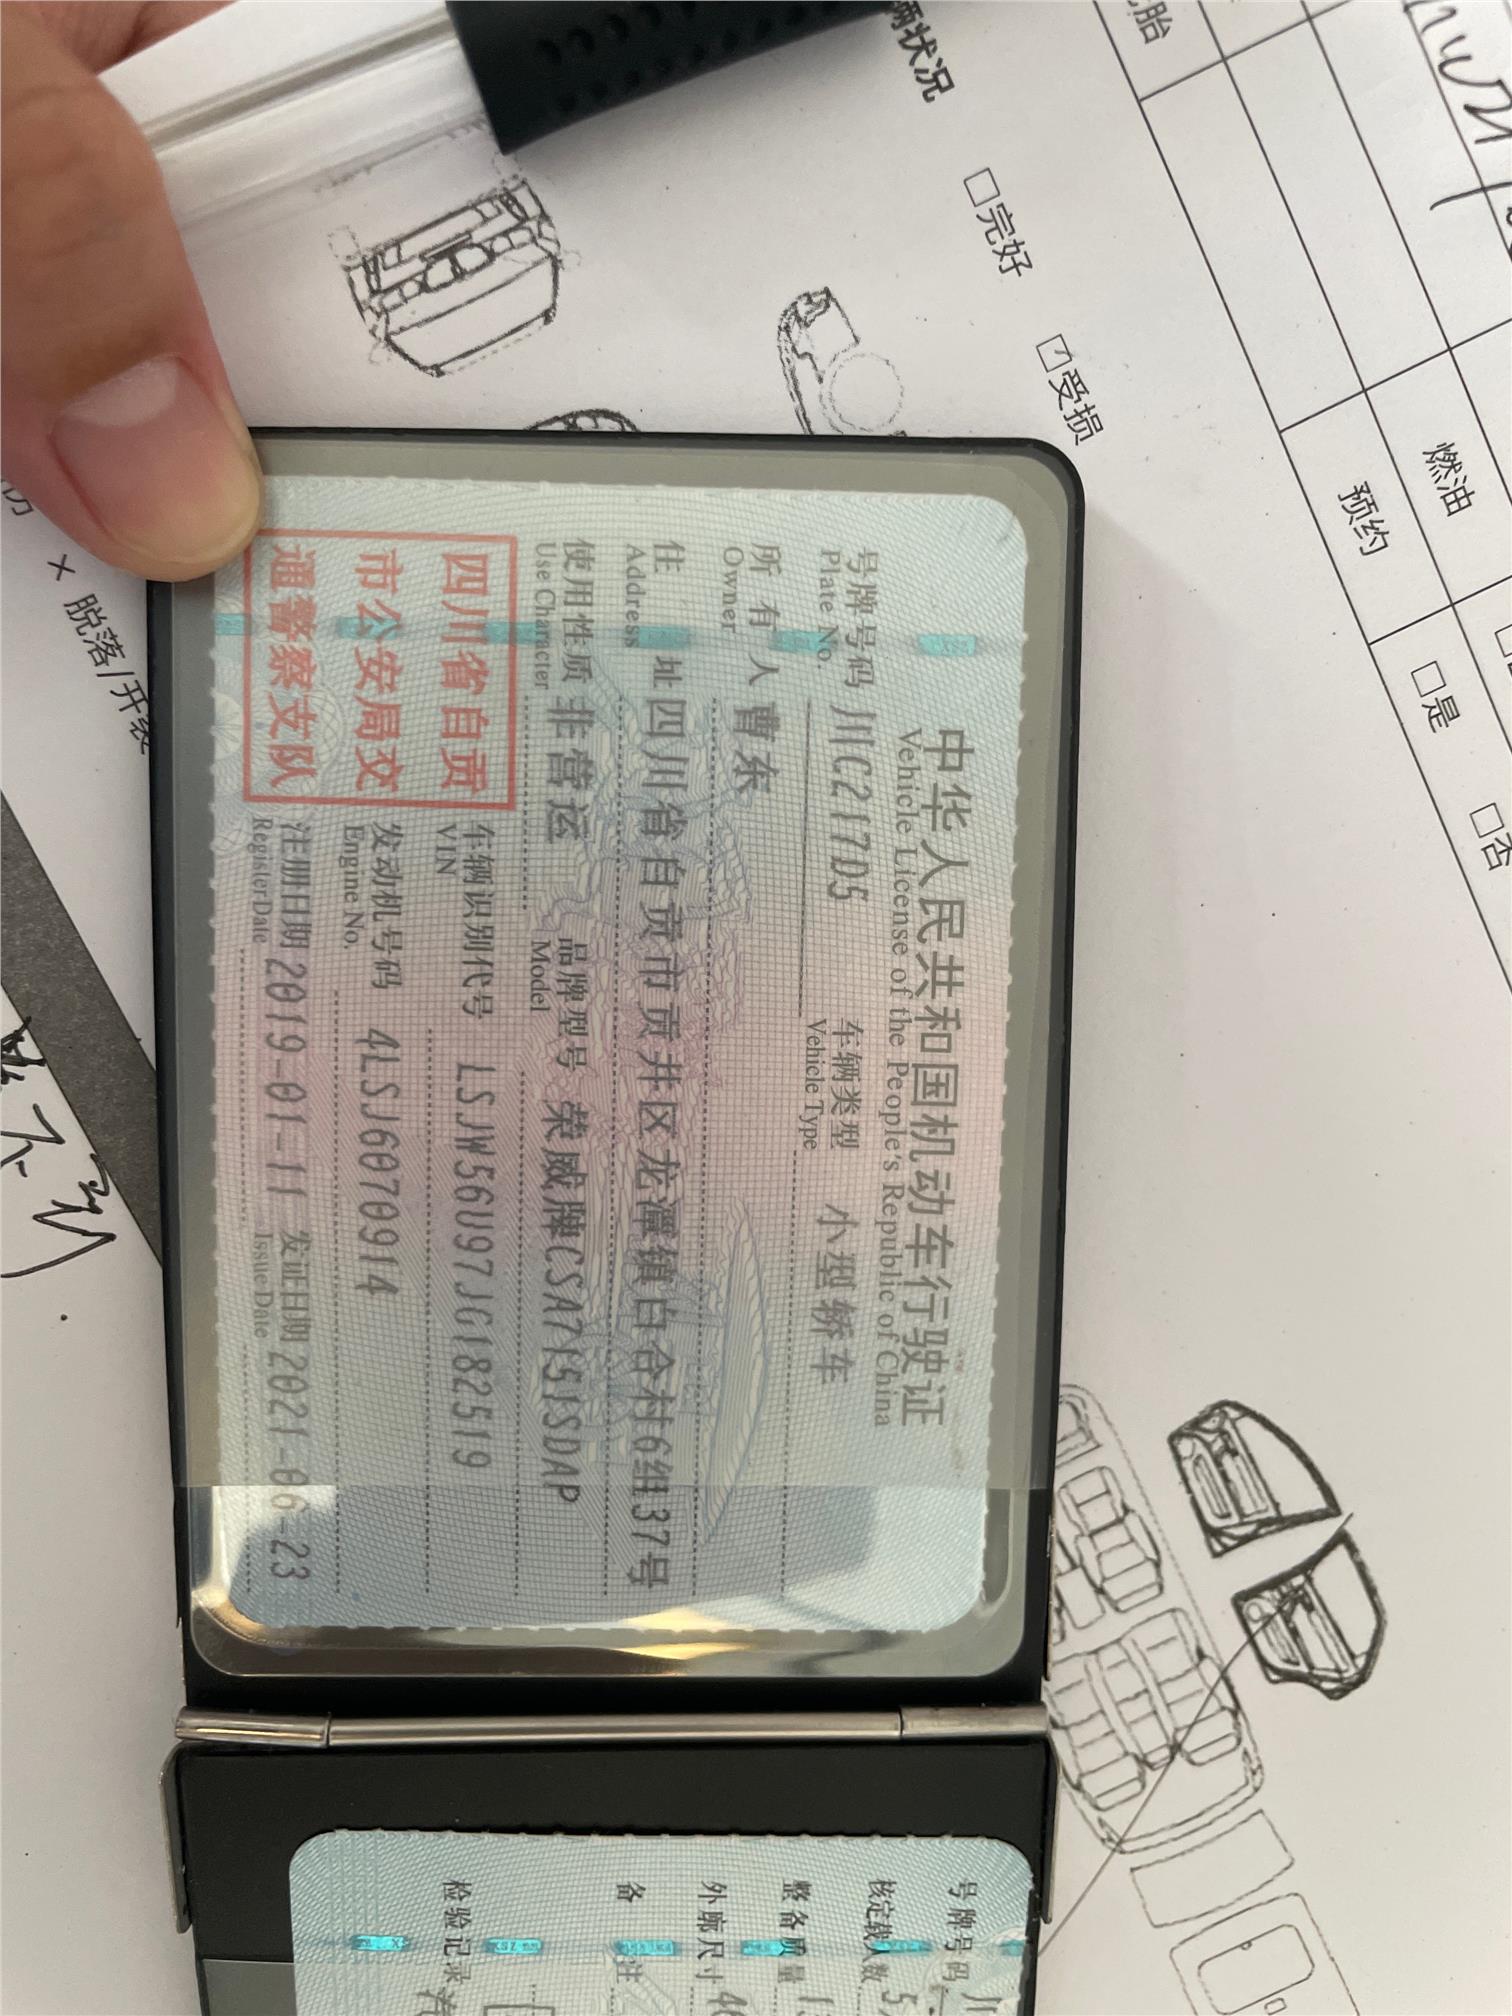 中华人民共和国机动车行驶证
Vehicle License of the People's Republic of China
号牌号码 川C217D5 车辆类型 小型轿车
Plate No. Vehicle Type
所有人 曹东
Owner
住址 四川省自贡市贡井区龙潭镇白合村6组37号
Address
使用性质 非营运 品牌型号 荣威牌CSA7151SDAP
Use Character Model
四川省自贡
市公安局交
通警察支队
车辆识别代号 LSJW56U97JG182519
VIN
发动机号码 4LSJ6070914
Engine No.
注册日期 2019-01-11 发证日期 2021-06-23
Register Date Issue Date
号牌号码
核定载人数
整备质量
外廓尺寸
备注
检验记录
辆状况
完好
受损
胎
燃油
预约
是
否
× 脱落/开裂